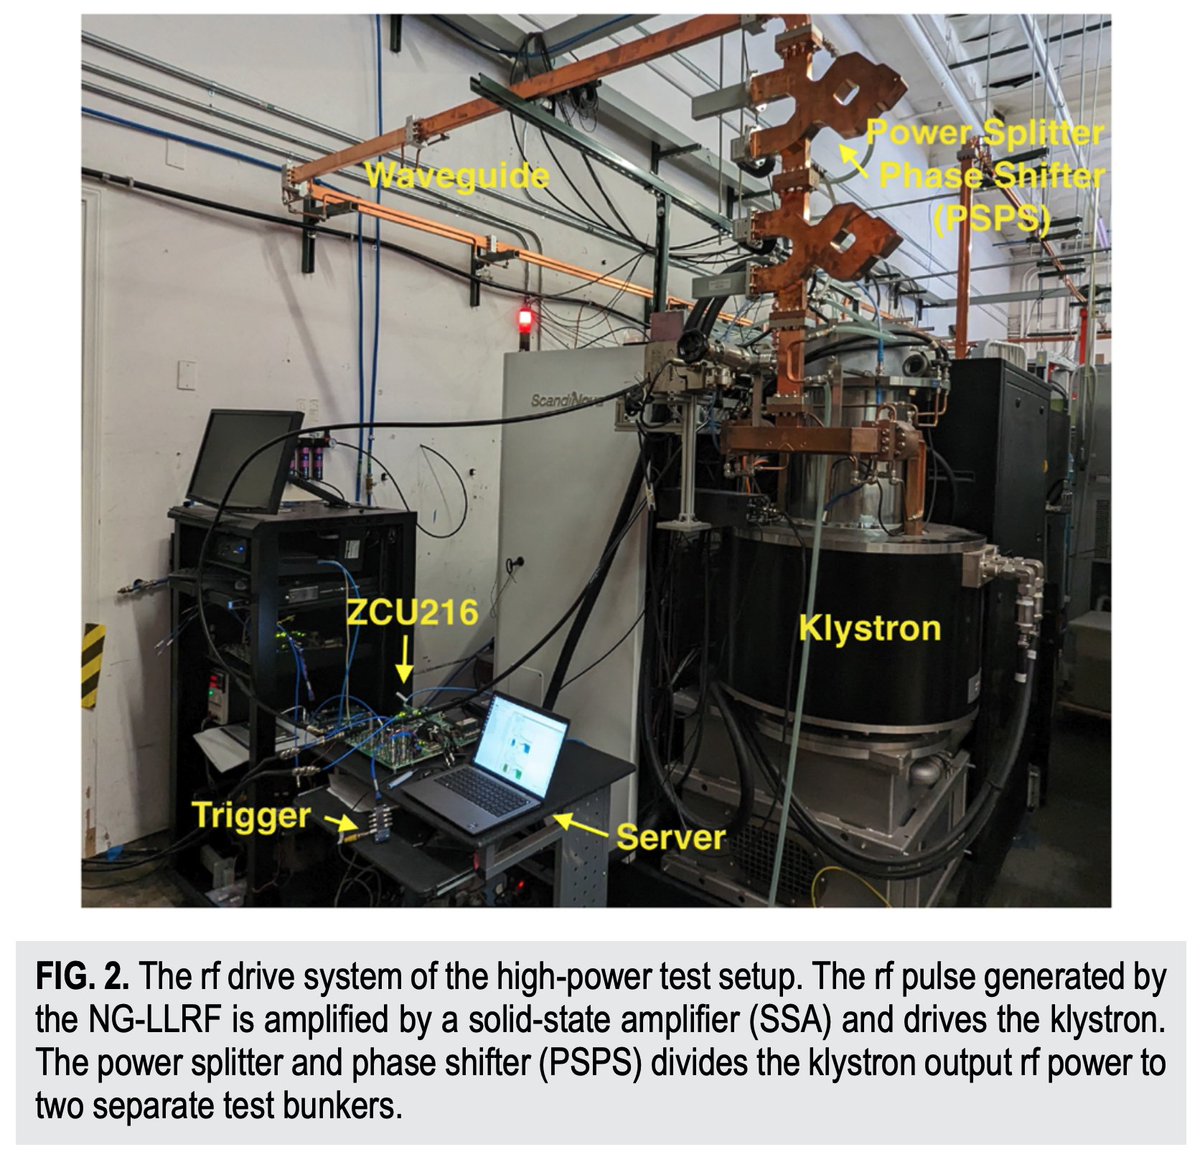 Power Splitter
Waveguide
Phase Shifter
(PSPS)
ScandiNova
ZCU216
Klystron
Trigger
Server
FIG. 2. The rf drive system of the high-power test setup. The rf pulse generated by
the NG-LLRF is amplified by a solid-state amplifier (SSA) and drives the klystron.
The power splitter and phase shifter (PSPS) divides the klystron output rf power to
two separate test bunkers.